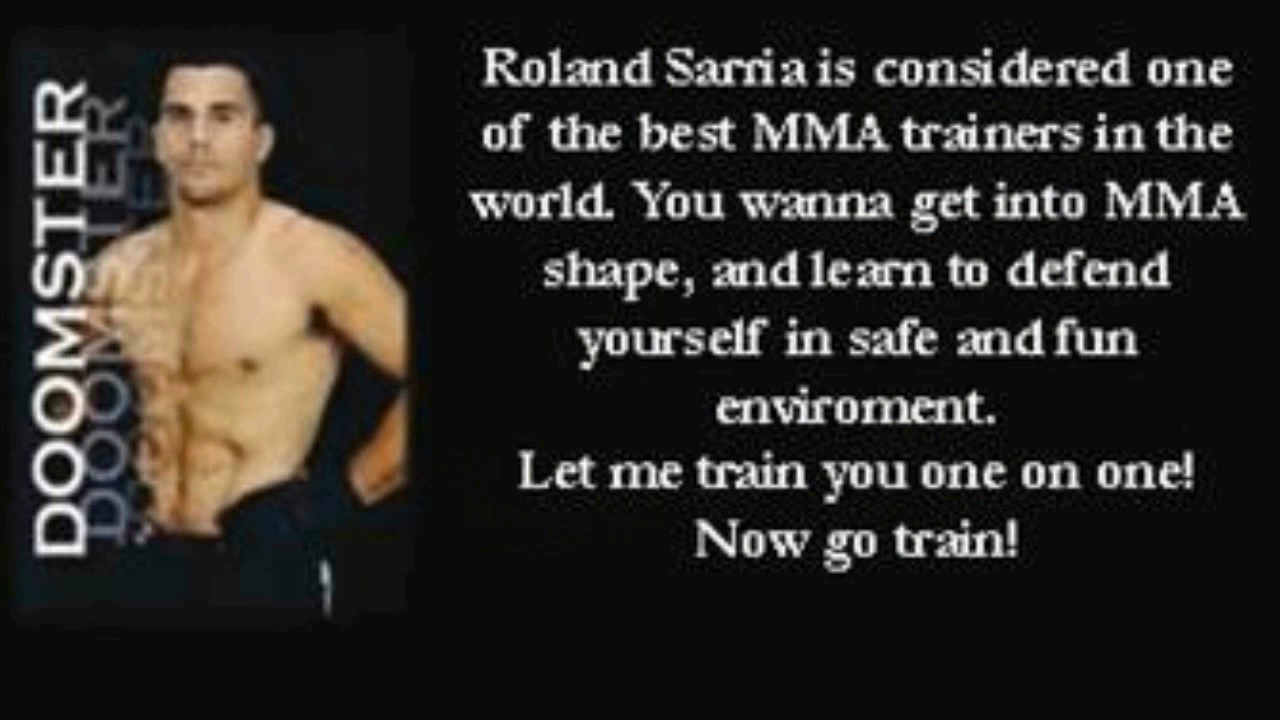 DOOMSTER
DOOMSTER
Roland Sarria is considered one
of the best MMA trainers in the
world. You wanna get into MMA
shape, and learn to defend
yourself in safe and fun
enviroment.
Let me train you one on one!
Now go train!